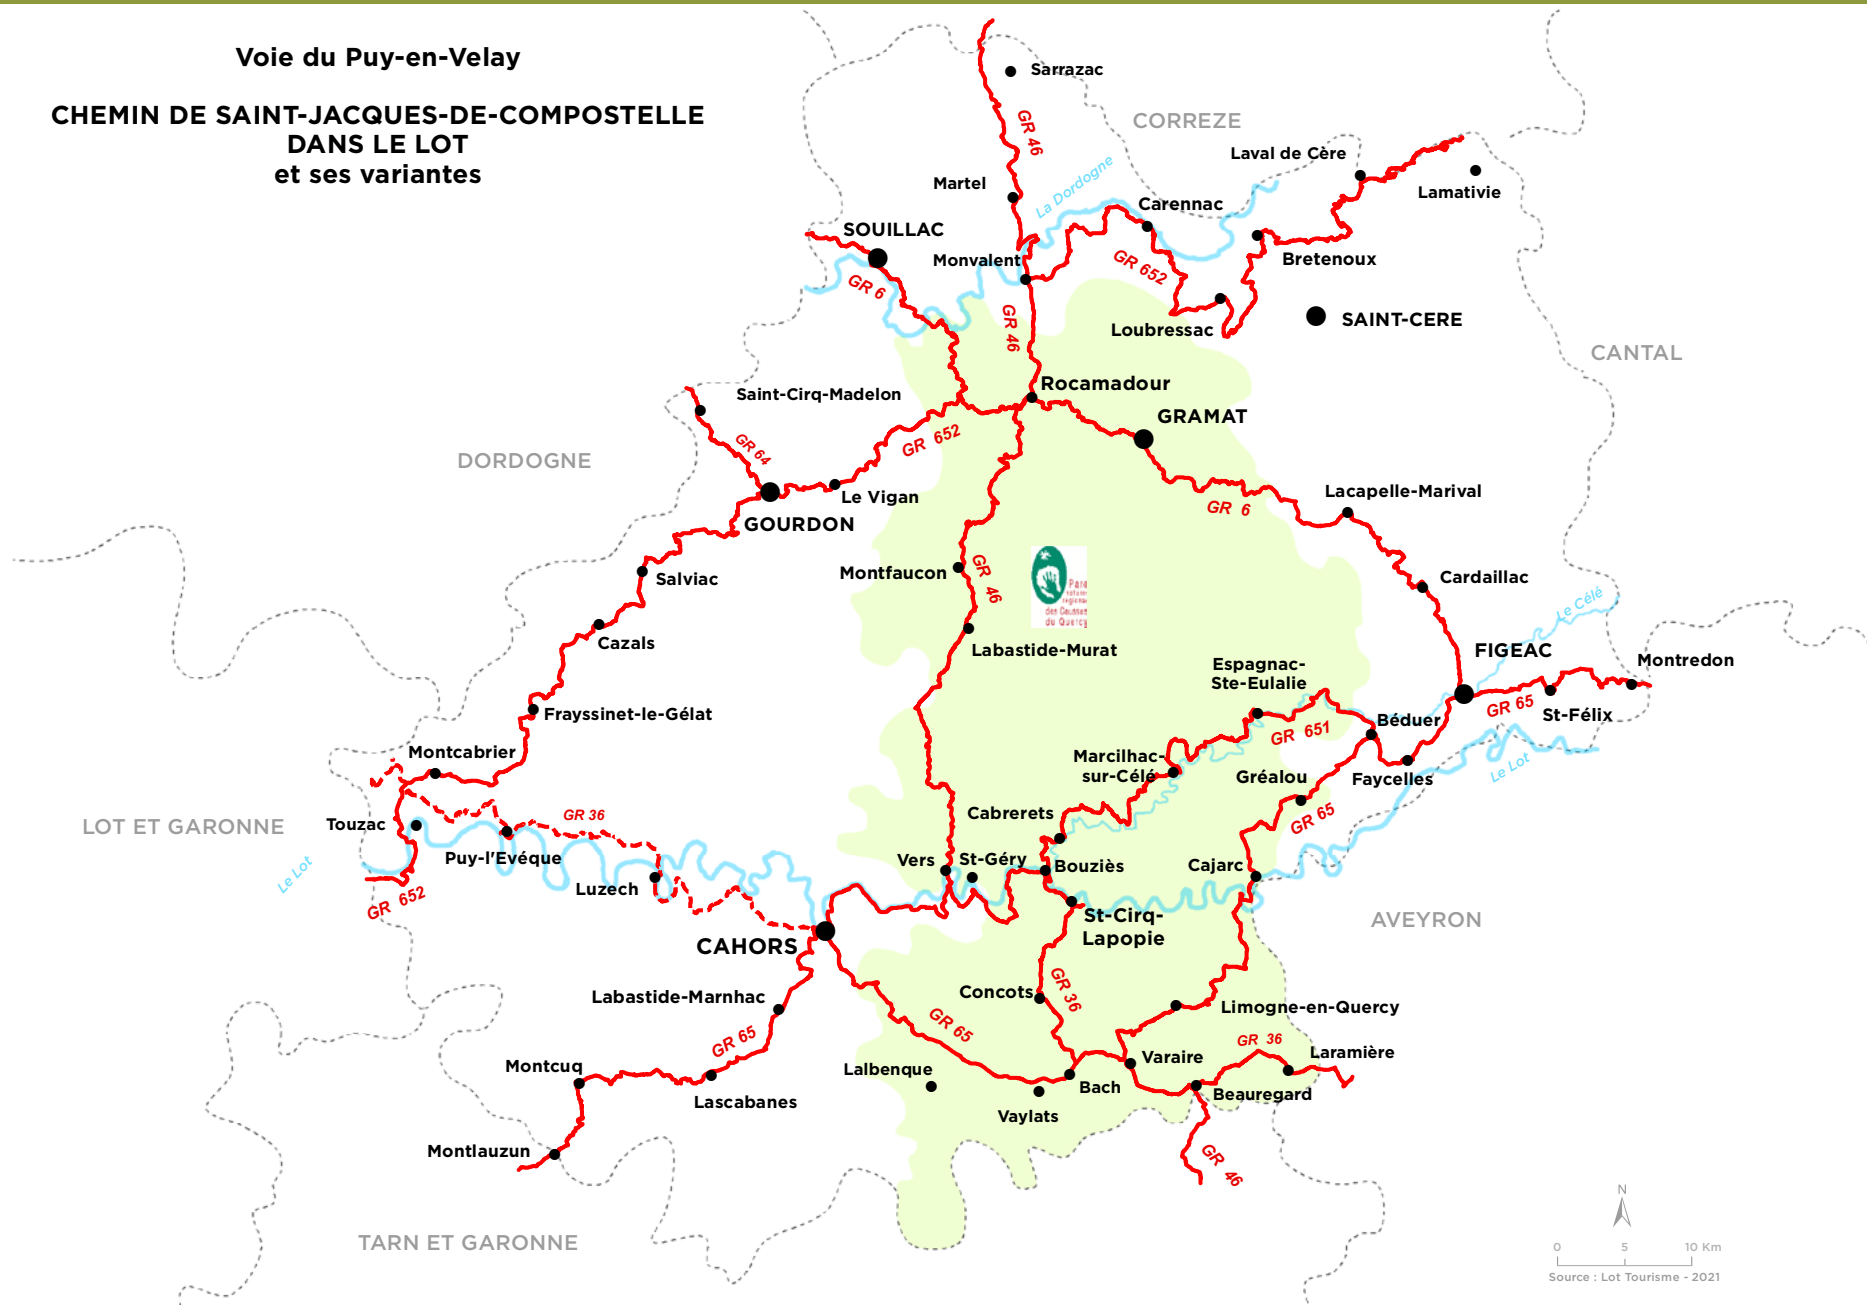 Voie du Puy-en-Velay
CHEMIN DE SAINT-JACQUES-DE-COMPOSTELLE
DANS LE LOT
et ses variantes
Sarrazac
CORREZE
GR 46
Laval de Cère
Lamativie
Martel
La Dordogne
Carennac
SOUILLAC
Monvalent
GR 652
Bretenoux
GR 6
GR 46
Loubressac
SAINT-CERE
CANTAL
Rocamadour
Saint-Cirq-Madelon
GRAMAT
GR 64
GR 652
DORDOGNE
Le Vigan
GOURDON
GR 6
Lacapelle-Marival
Montfaucon
GR 46
Parc
naturel
régional
des Causses
du Quercy
Salviac
Cardaillac
Le Célé
Cazals
Labastide-Murat
FIGEAC
Montredon
Espagnac-
Ste-Eulalie
GR 65
St-Félix
Frayssinet-le-Gélat
Béduer
GR 651
Montcabrier
Marcilhac-
sur-Célé
Gréalou
Faycelles
Le Lot
LOT ET GARONNE
Touzac
GR 36
Cabrerets
GR 65
Puy-l'Evéque
Le Lot
Luzech
Vers
St-Géry
Bouziès
Cajarc
GR 652
St-Cirq-
Lapopie
AVEYRON
CAHORS
Labastide-Marnhac
Concots
GR 36
Limogne-en-Quercy
GR 65
GR 65
GR 36
Laramière
Montcuq
Lalbenque
Varaire
Lascabanes
Bach
Beauregard
Vaylats
Montlauzun
GR 46
TARN ET GARONNE
N
0 5 10 Km
Source : Lot Tourisme - 2021